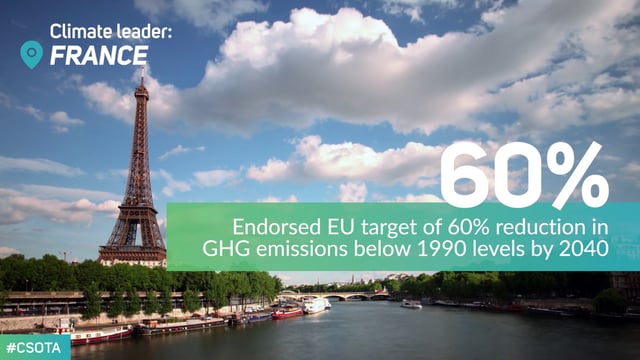 Climate leader:
FRANCE
60%
Endorsed EU target of 60% reduction in
GHG emissions below 1990 levels by 2040
#CSOTA